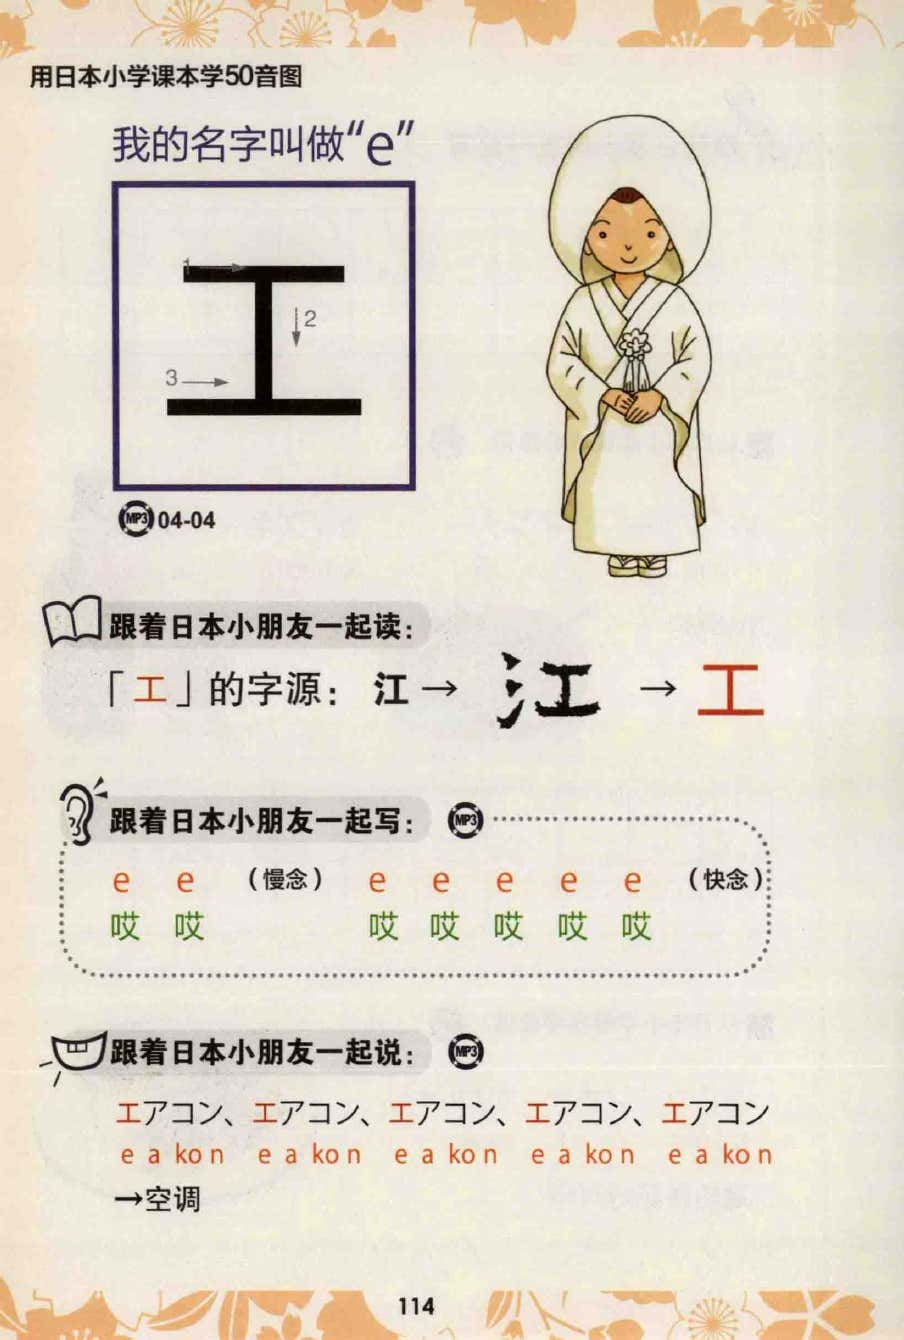 用日本小学课本学50音图
我的名字叫做“e”
エ
1
2
3
MP3 04-04
跟着日本小朋友一起读：
「エ」的字源：江→江→エ
跟着日本小朋友一起写： MP3
e e （慢念） e e e e e （快念）
哎 哎 哎 哎 哎 哎 哎
跟着日本小朋友一起说： MP3
エアコン、エアコン、エアコン、エアコン、エアコン
e a ko n e a ko n e a ko n e a ko n e a ko n
→空调
114